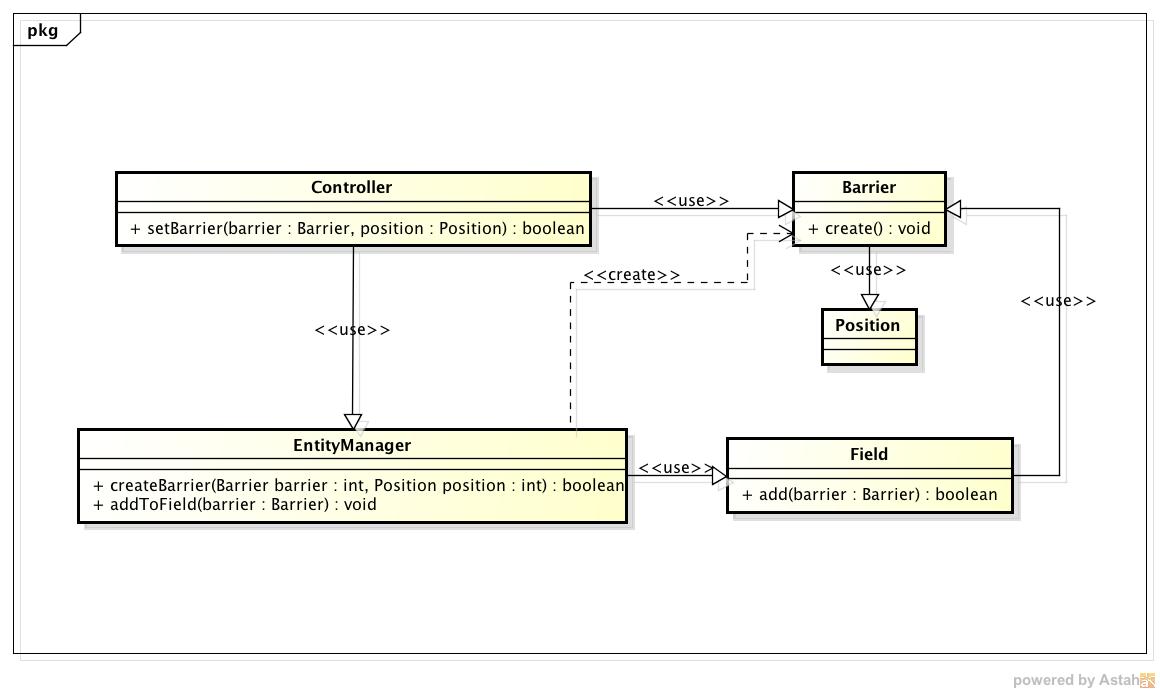 pkg
Controller
+ setBarrier(barrier : Barrier, position : Position) : boolean
<<use>>
Barrier
+ create() : void
<<create>>
<<use>>
<<use>>
Position
<<use>>
EntityManager
+ createBarrier(Barrier barrier : int, Position position : int) : boolean
+ addToField(barrier : Barrier) : void
<<use>>
Field
+ add(barrier : Barrier) : boolean
powered by Astah